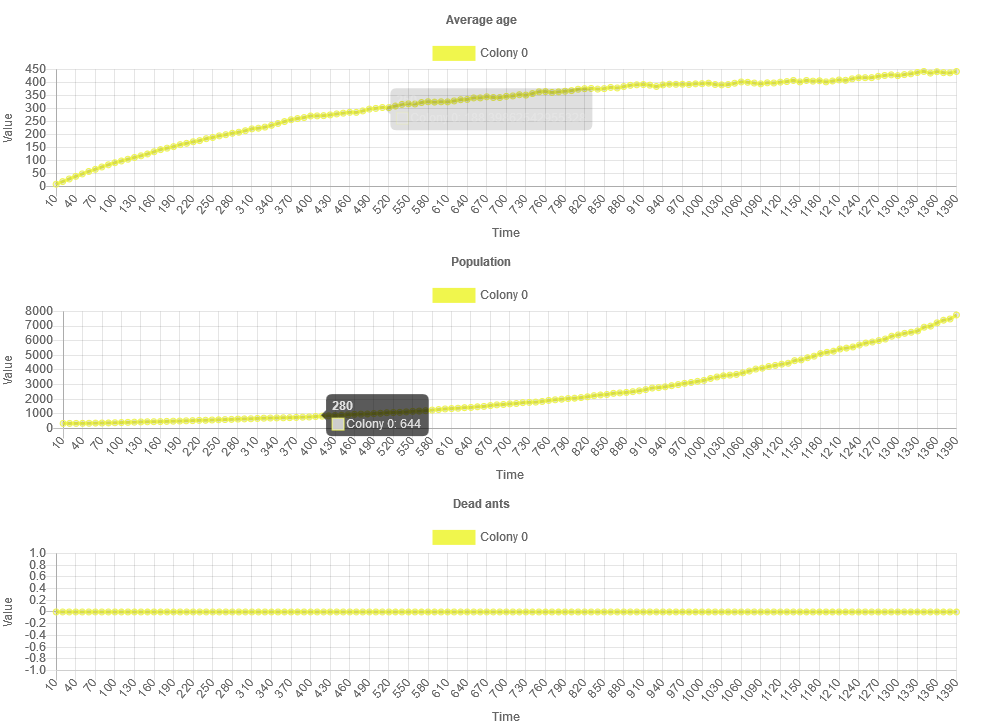 Average age
Colony 0
450
400
350
300
250
200
150
100
50
0
Value
10 40 70 100 130 160 190 220 250 280 310 340 370 400 430 460 490 520 550 580 610 640 670 700 730 760 790 820 850 880 910 940 970 1000 1030 1060 1090 1120 1150 1180 1210 1240 1270 1300 1330 1360 1390
Time
Population
Colony 0
8000
7000
6000
5000
4000
3000
2000
1000
0
Value
280
Colony 0: 644
10 40 70 100 130 160 190 220 250 280 310 340 370 400 430 460 490 520 550 580 610 640 670 700 730 760 790 820 850 880 910 940 970 1000 1030 1060 1090 1120 1150 1180 1210 1240 1270 1300 1330 1360 1390
Time
Dead ants
Colony 0
1.0
0.8
0.6
0.4
0.2
0
-0.2
-0.4
-0.6
-0.8
-1.0
Value
10 40 70 100 130 160 190 220 250 280 310 340 370 400 430 460 490 520 550 580 610 640 670 700 730 760 790 820 850 880 910 940 970 1000 1030 1060 1090 1120 1150 1180 1210 1240 1270 1300 1330 1360 1390
Time